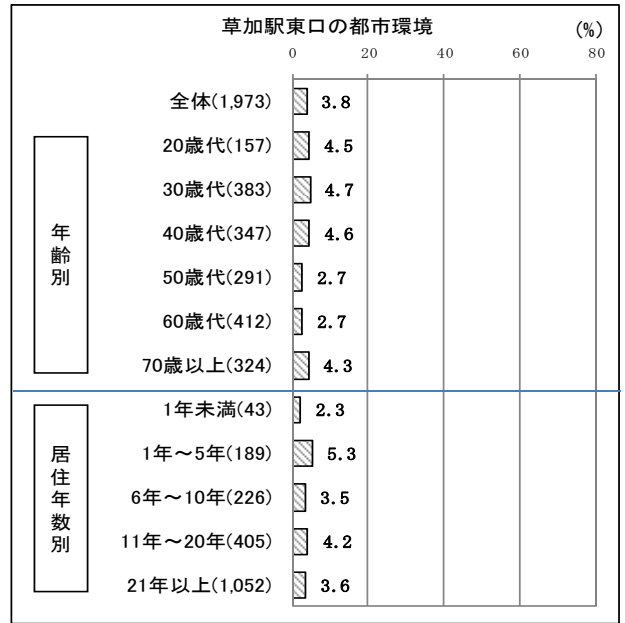 草加駅東口の都市環境 (%)
0 20 40 60 80
全体(1,973) 3.8
年齢別
20歳代(157) 4.5
30歳代(383) 4.7
40歳代(347) 4.6
50歳代(291) 2.7
60歳代(412) 2.7
70歳以上(324) 4.3
居住年数別
1年未満(43) 2.3
1年～5年(189) 5.3
6年～10年(226) 3.5
11年～20年(405) 4.2
21年以上(1,052) 3.6